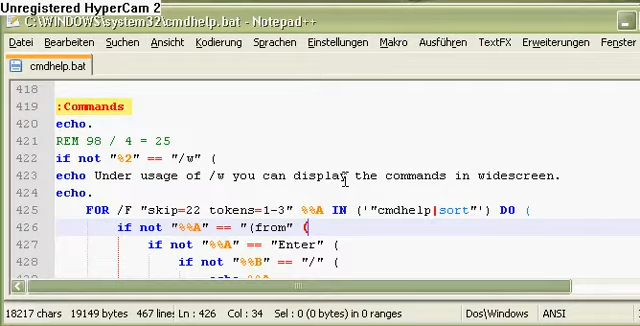 Unregistered HyperCam 2
C:\WINDOWS\system32\cmdhelp.bat - Notepad++
Datei Bearbeiten Suchen Ansicht Kodierung Sprachen Einstellungen Makro Ausführen TextFX Erweiterungen Fenster
cmdhelp.bat
418
419 :Commands
420 echo.
421 REM 98 / 4 = 25
422 if not "%2" == "/w" (
423 echo Under usage of /w you can display the commands in widescreen.
424 echo.
425 FOR /F "skip=22 tokens=1-3" %%A IN ('"cmdhelp|sort"') DO (
426 if not "%%A" == "(from" (
427 if not "%%A" == "Enter" (
428 if not "%%B" == "/" (
18217 chars 19149 bytes 467 lines Ln : 426 Col : 34 Sel : 0 (0 bytes) in 0 ranges Dos\Windows ANSI